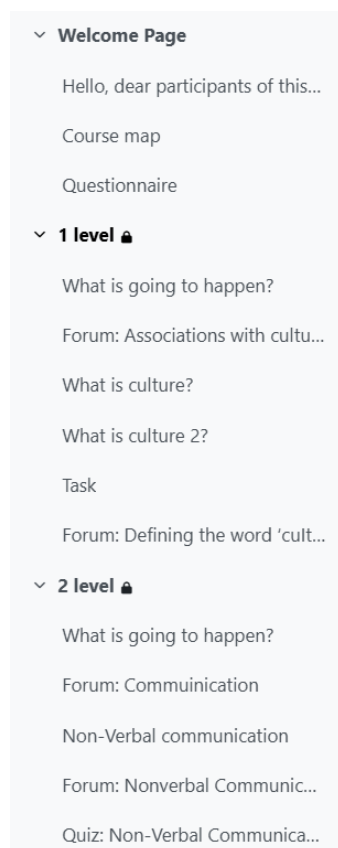 Welcome Page
Hello, dear participants of this...
Course map
Questionnaire
1 level
What is going to happen?
Forum: Associations with cultu...
What is culture?
What is culture 2?
Task
Forum: Defining the word ‘cult...
2 level
What is going to happen?
Forum: Commuinication
Non-Verbal communication
Forum: Nonverbal Communic...
Quiz: Non-Verbal Communica...